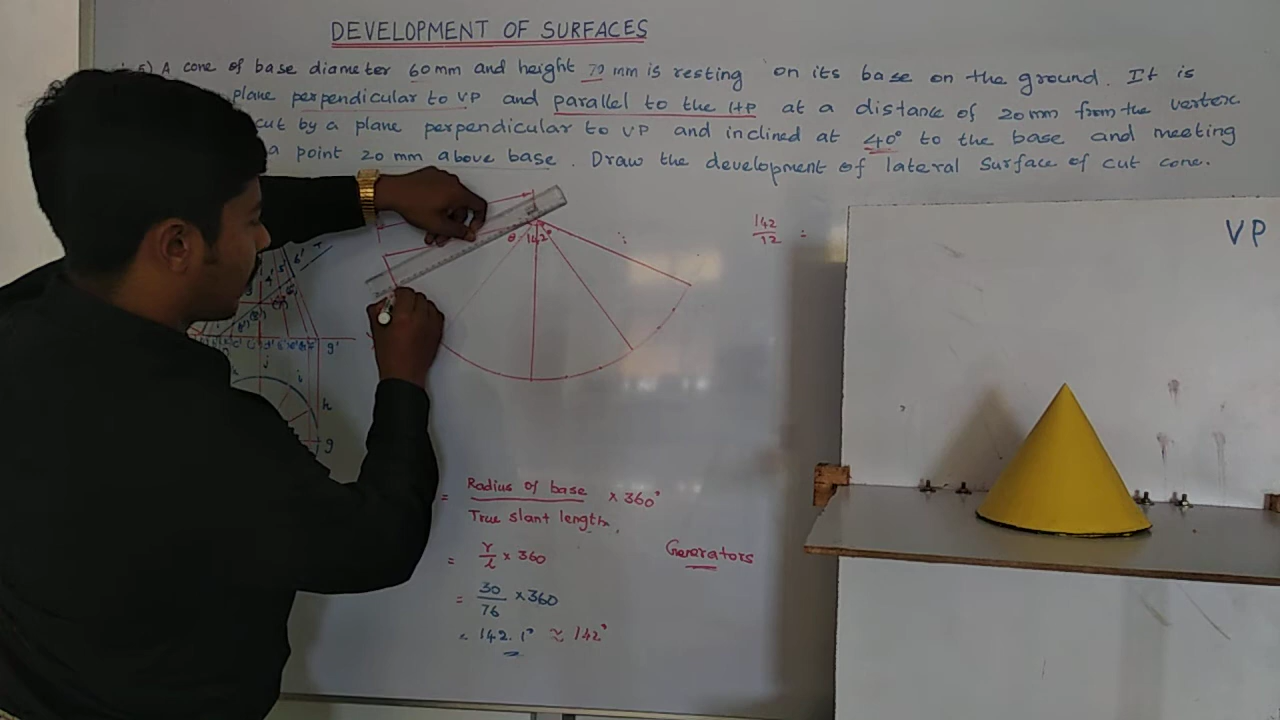 DEVELOPMENT OF SURFACES
5) A cone of base diameter 60mm and height 70 mm is resting on its base on the ground. It is
plane perpendicular to VP and parallel to the HP at a distance of 20mm from the vertex
cut by a plane perpendicular to VP and inclined at 40° to the base and meeting
a point 20 mm above base. Draw the development of lateral surface of cut cone.
142/12 =
VP
θ=142°
g'
i
h
g
= Radius of base / True slant length, × 360°
= r/l × 360
Generators
= 30/76 × 360
= 142.1° ≈ 142°